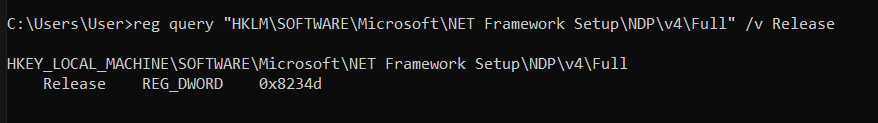 C:\Users\User>reg query "HKLM\SOFTWARE\Microsoft\NET Framework Setup\NDP\v4\Full" /v Release
HKEY_LOCAL_MACHINE\SOFTWARE\Microsoft\NET Framework Setup\NDP\v4\Full
    Release    REG_DWORD    0x8234d